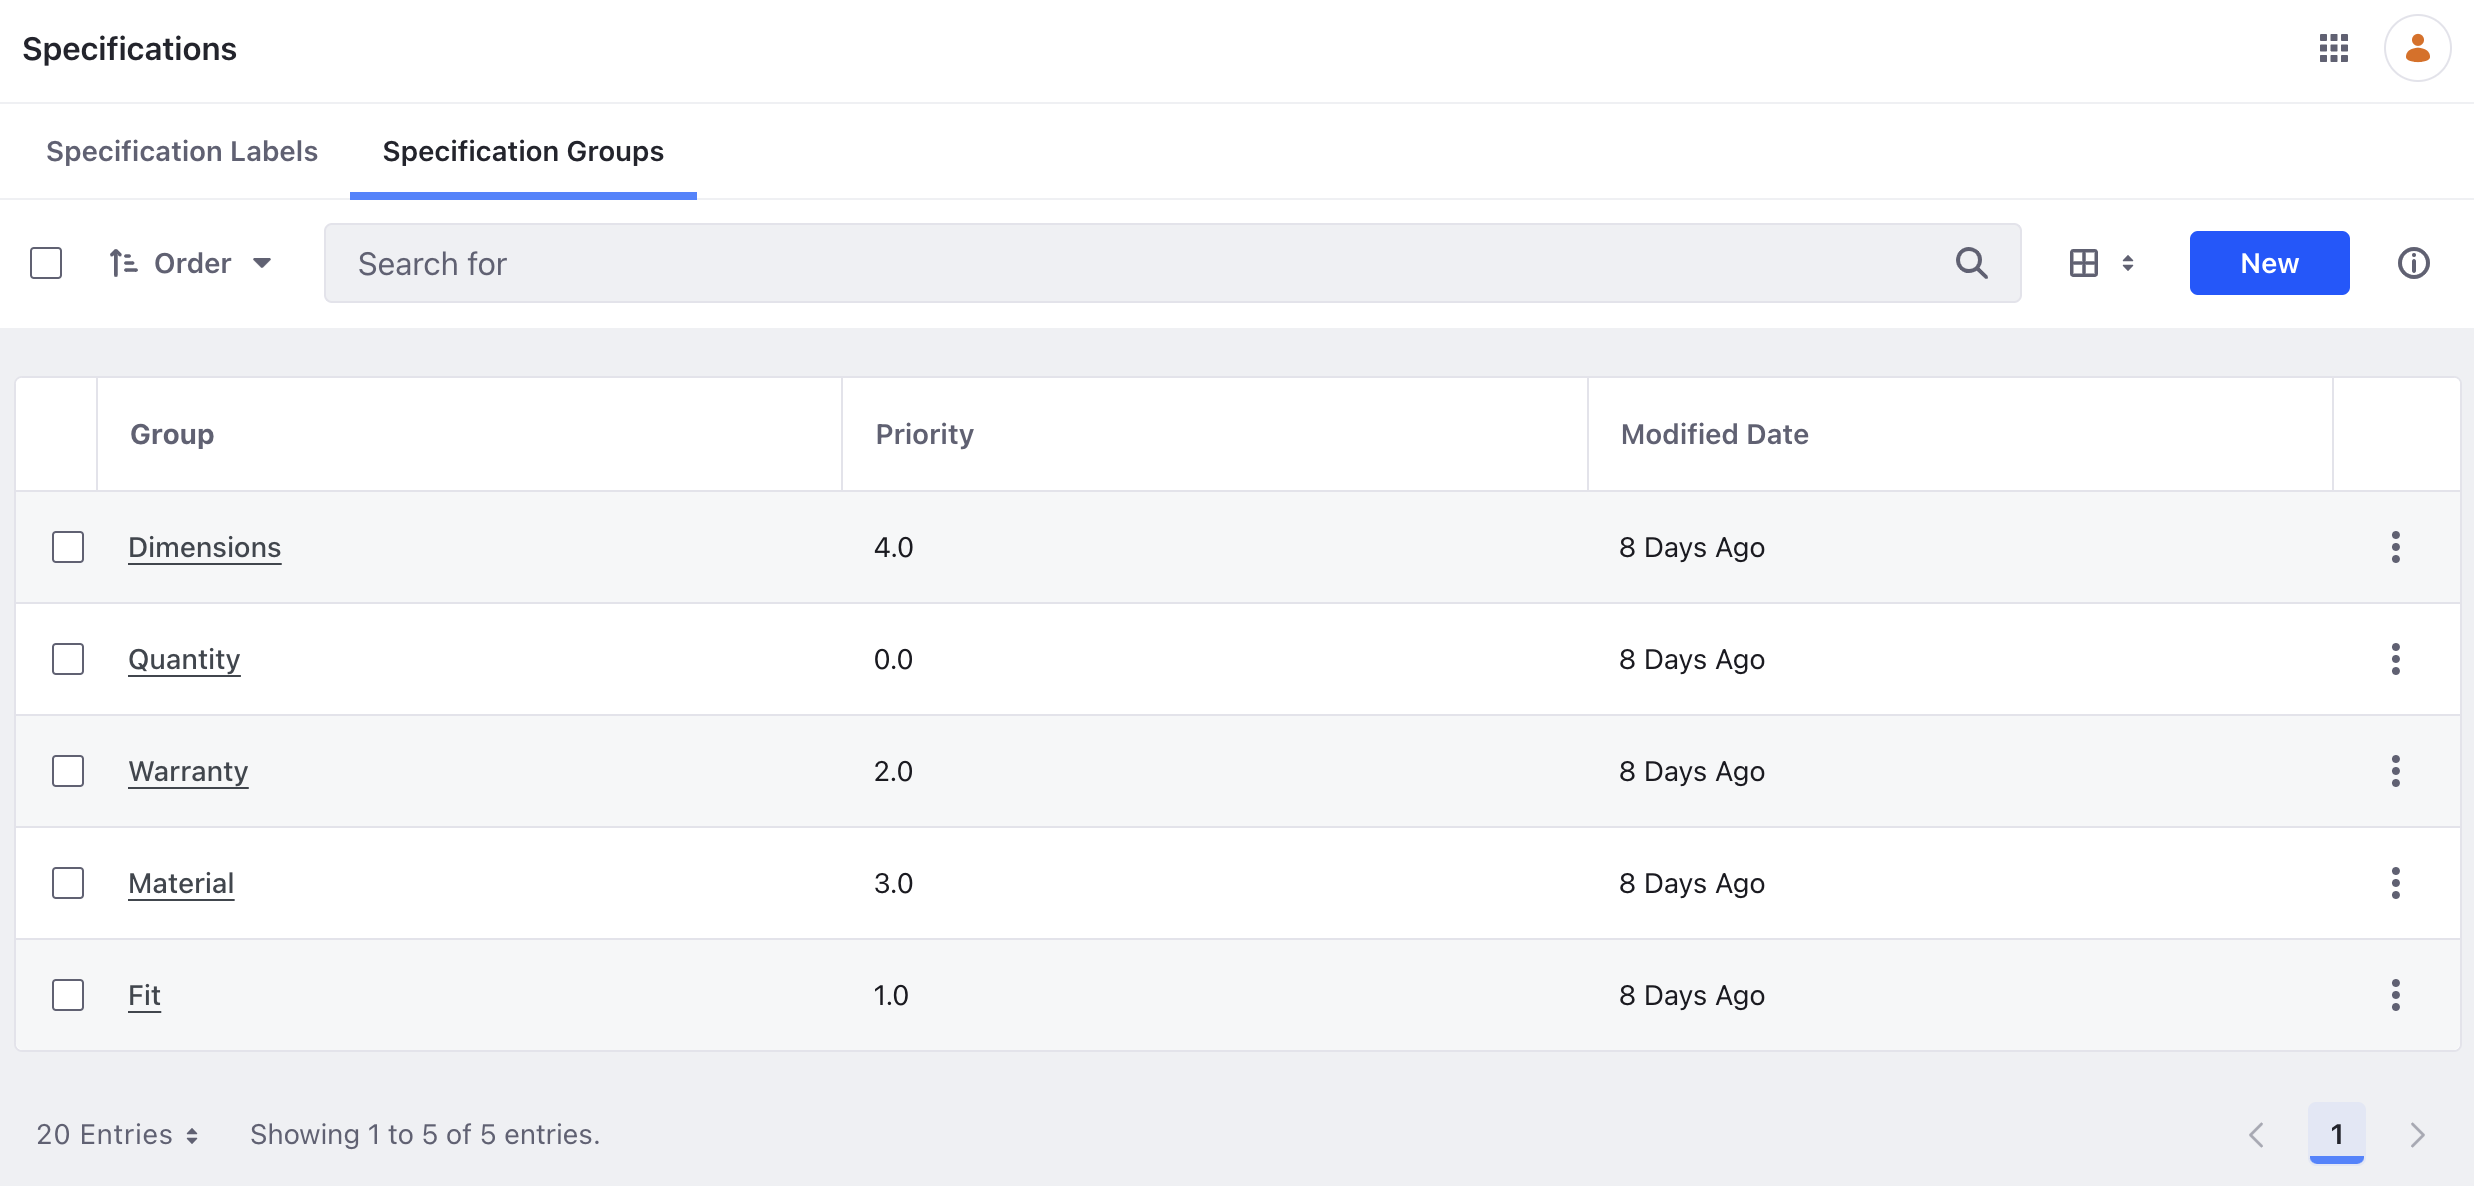 Specifications
Specification Labels Specification Groups
Order Search for New
Group Priority Modified Date
Dimensions 4.0 8 Days Ago
Quantity 0.0 8 Days Ago
Warranty 2.0 8 Days Ago
Material 3.0 8 Days Ago
Fit 1.0 8 Days Ago
20 Entries Showing 1 to 5 of 5 entries. 1